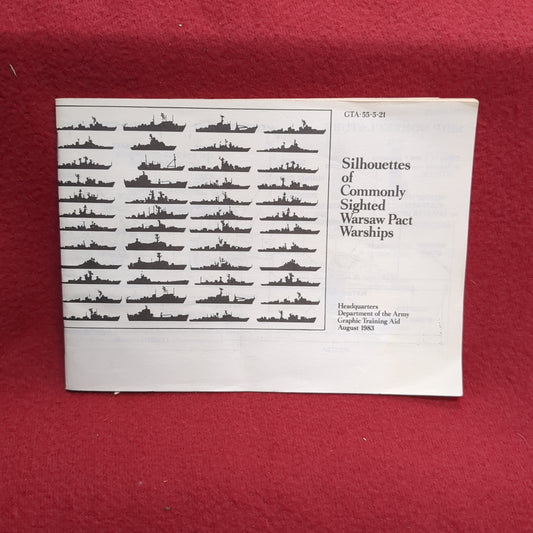 GTA·55-5-21
Silhouettes
of
Commonly
Sighted
Warsaw Pact
Warships
Headquarters
Department of the Army
Graphic Training Aid
August 1983